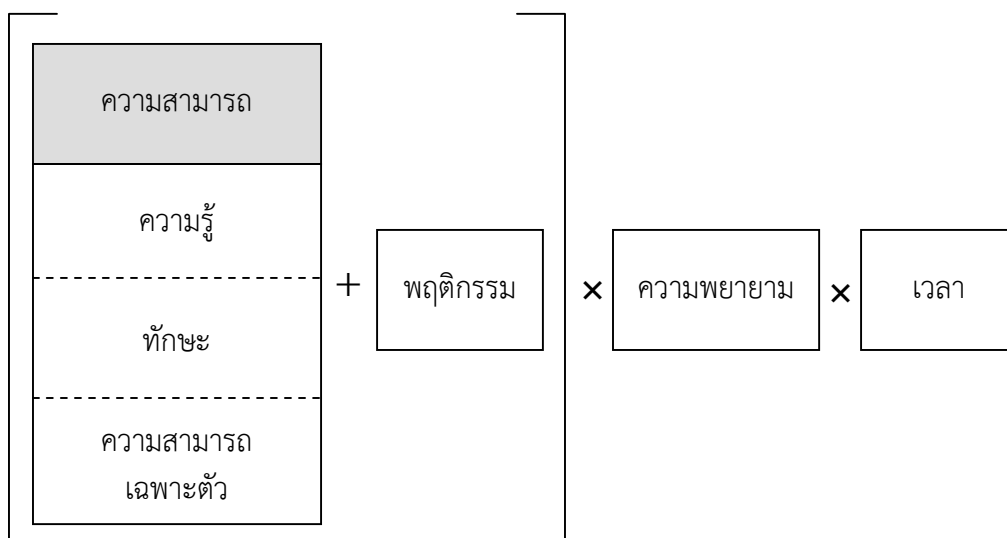 ความสามารถ
ความรู้
ทักษะ
ความสามารถ
เฉพาะตัว
+
พฤติกรรม
×
ความพยายาม
×
เวลา